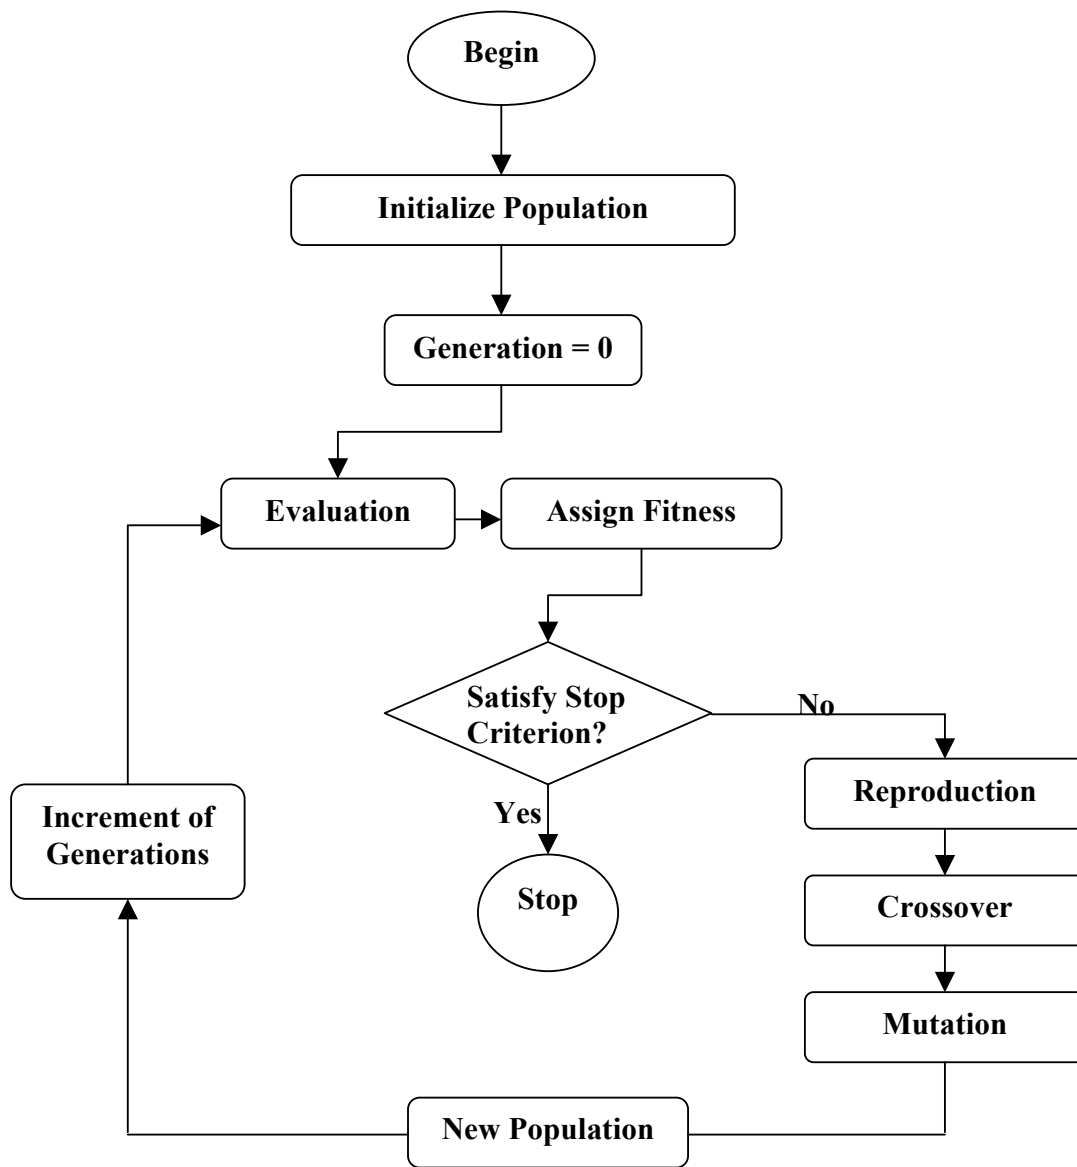 Begin
Initialize Population
Generation = 0
Evaluation
Assign Fitness
Satisfy Stop
Criterion?
No
Yes
Reproduction
Increment of
Generations
Stop
Crossover
Mutation
New Population